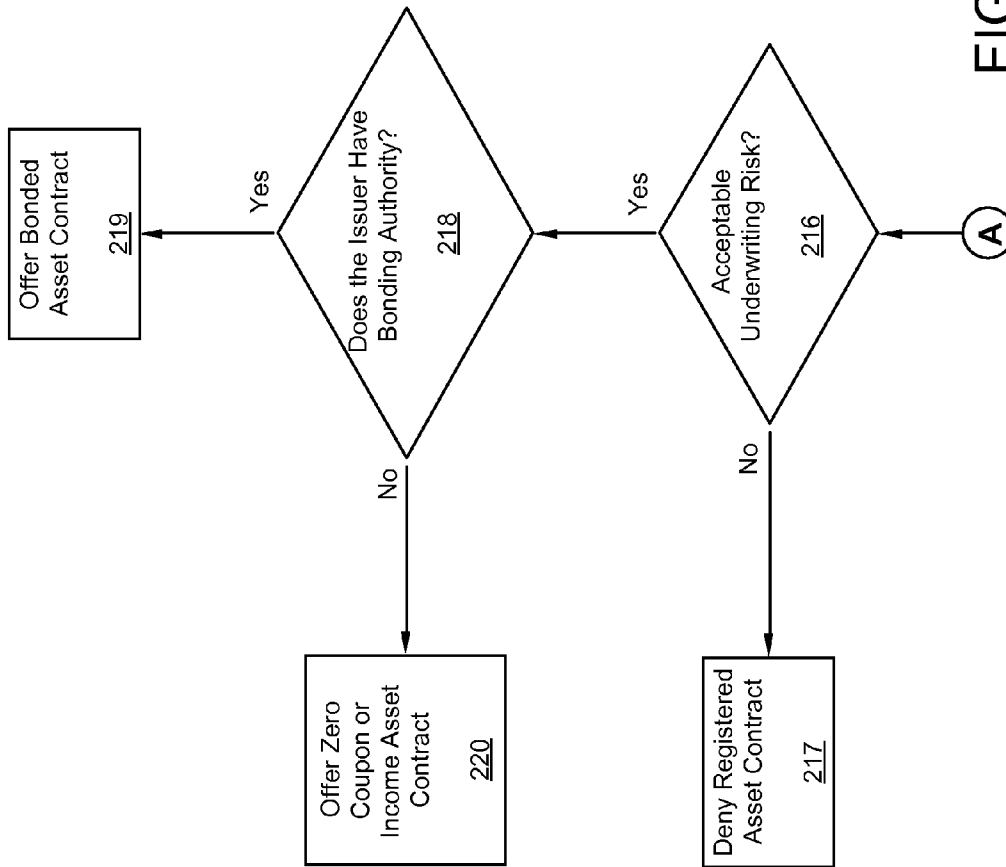 Offer Bonded
Asset Contract
219
Yes
Does the Issuer Have
Bonding Authority?
218
No
Offer Zero
Coupon or
Income Asset
Contract
220
Yes
Acceptable
Underwriting Risk?
216
No
Deny Registered
Asset Contract
217
A
FIG